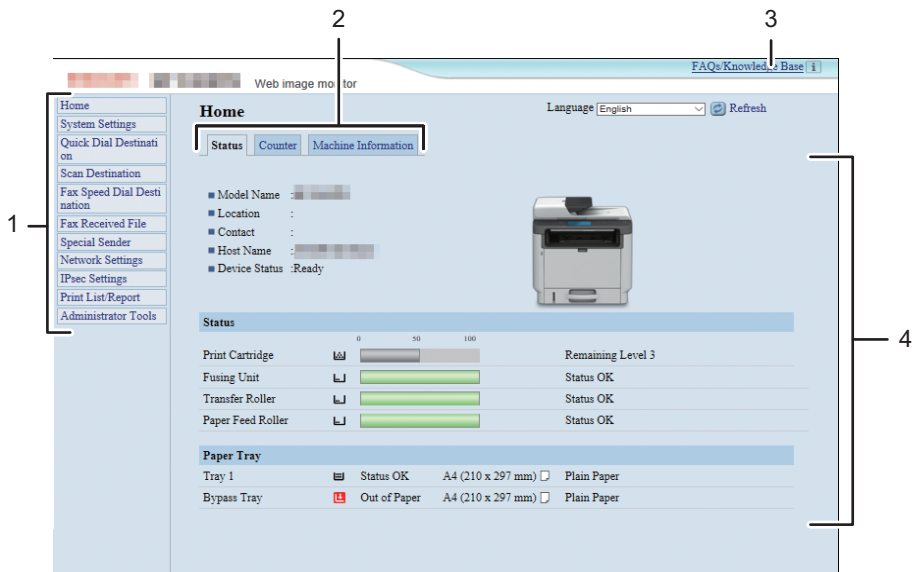 2
3
FAQs/Knowledge Base i
Web image monitor
1
Home
System Settings
Quick Dial Destinati
on
Scan Destination
Fax Speed Dial Desti
nation
Fax Received File
Special Sender
Network Settings
IPsec Settings
Print List/Report
Administrator Tools
Home
Language English Refresh
Status Counter Machine Information
Model Name :
Location :
Contact :
Host Name :
Device Status :Ready
4
Status
0 50 100
Print Cartridge Remaining Level 3
Fusing Unit Status OK
Transfer Roller Status OK
Paper Feed Roller Status OK
Paper Tray
Tray 1 Status OK A4 (210 x 297 mm) Plain Paper
Bypass Tray Out of Paper A4 (210 x 297 mm) Plain Paper